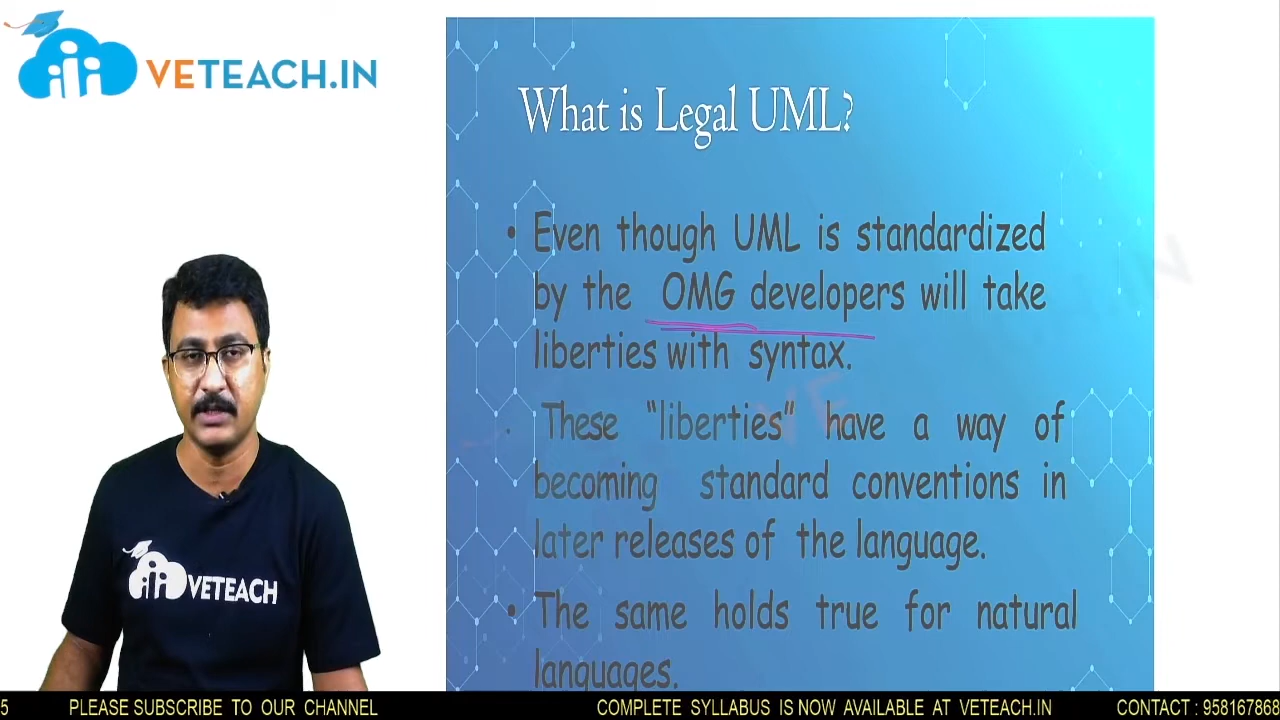 VETEACH.IN
What is Legal UML?
• Even though UML is standardized
by the OMG developers will take
liberties with syntax.
• These “liberties” have a way of
becoming standard conventions in
later releases of the language.
• The same holds true for natural
languages.
VETEACH
5 PLEASE SUBSCRIBE TO OUR CHANNEL COMPLETE SYLLABUS IS NOW AVAILABLE AT VETEACH.IN CONTACT : 958167868